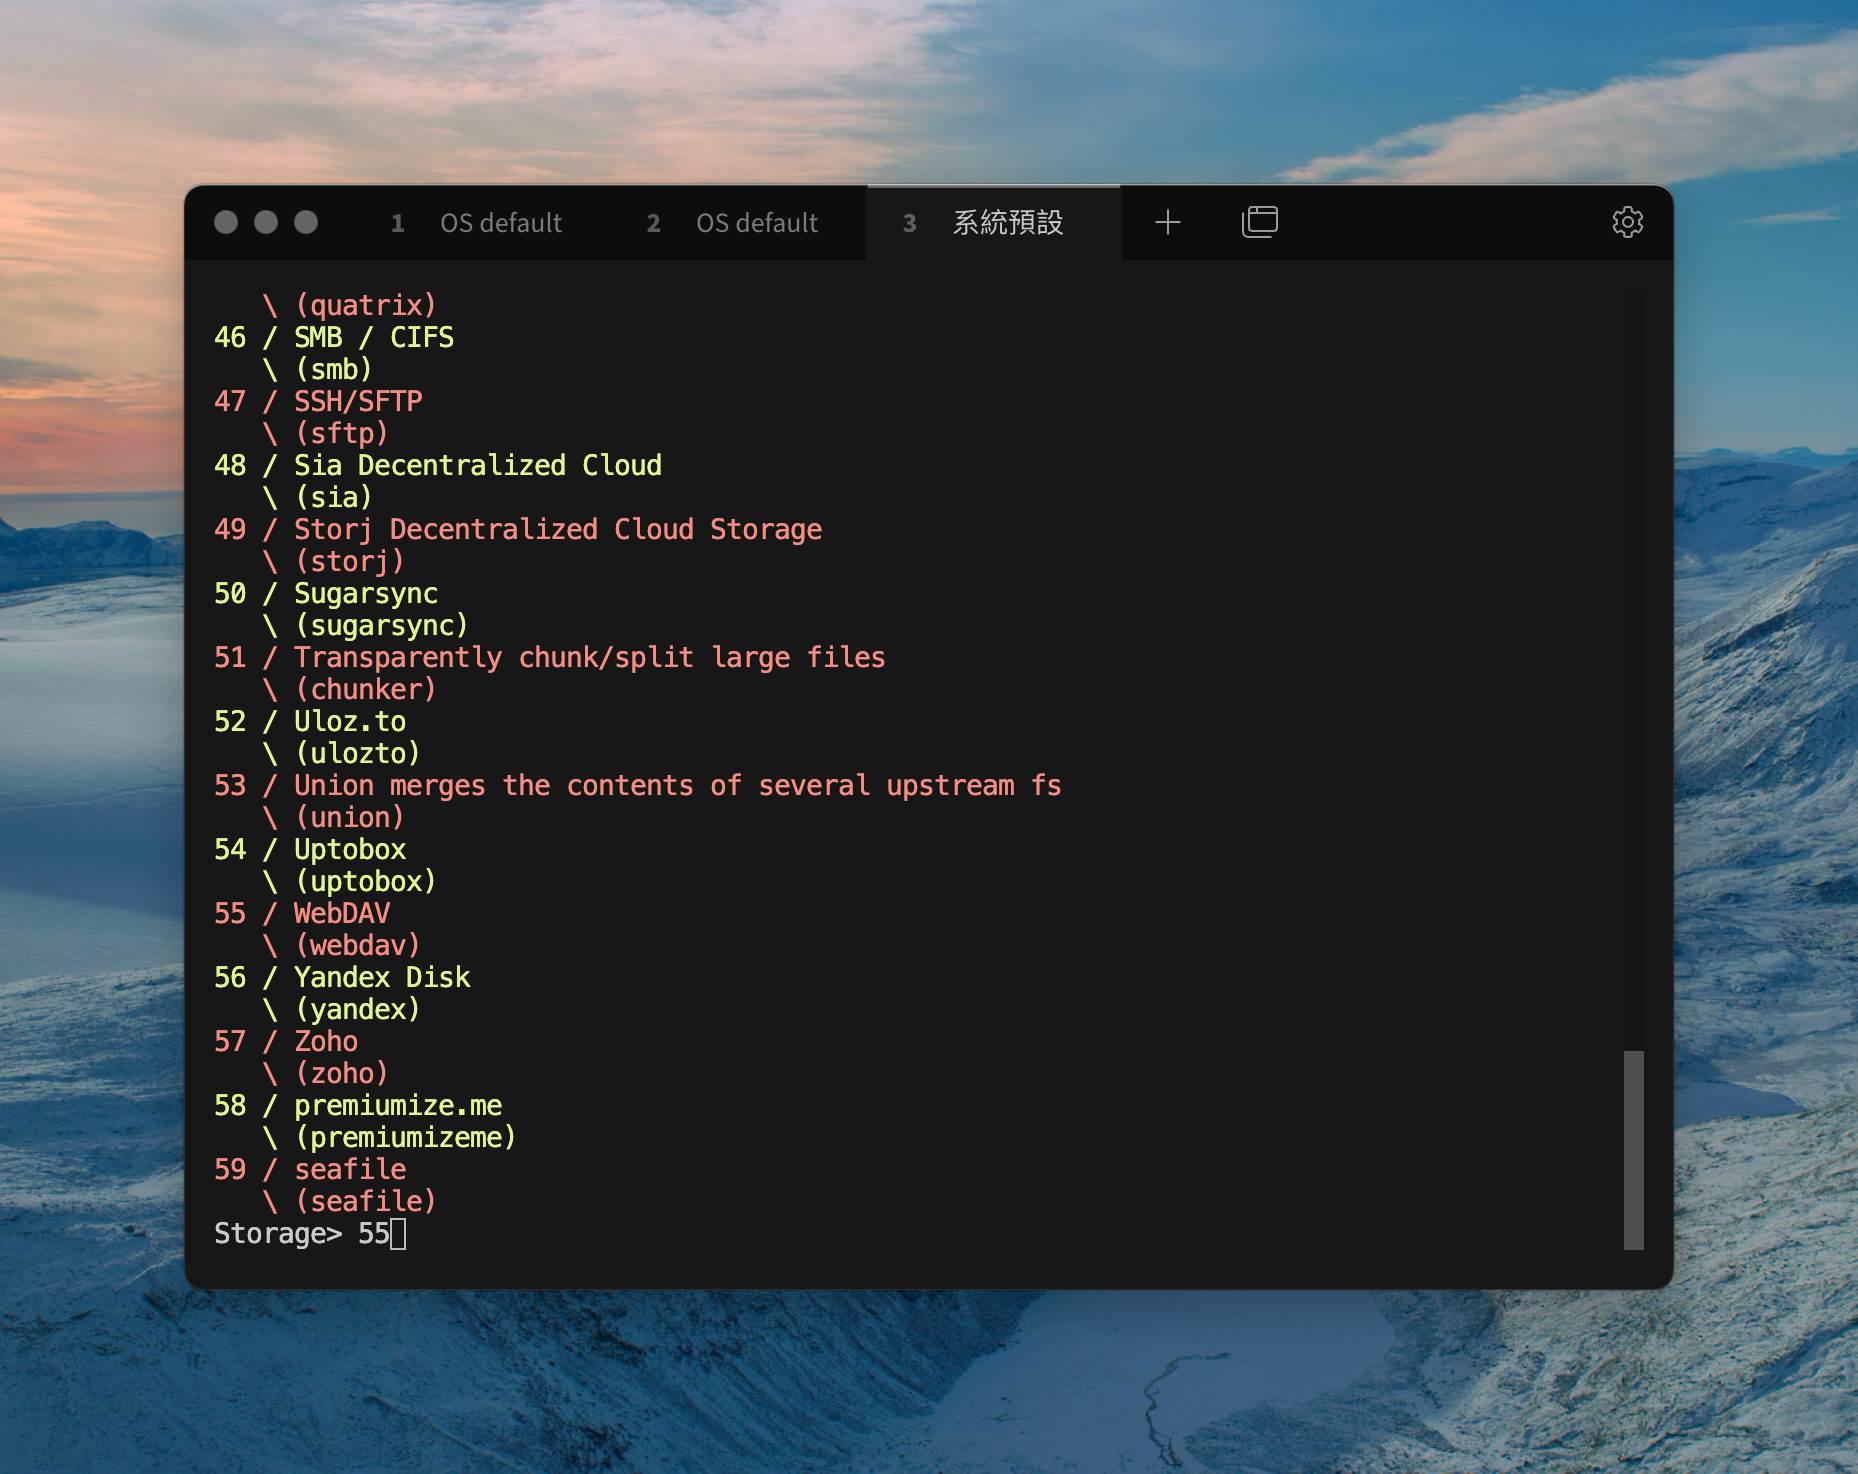 1 OS default 2 OS default 3 系統預設
\ (quatrix)
46 / SMB / CIFS
\ (smb)
47 / SSH/SFTP
\ (sftp)
48 / Sia Decentralized Cloud
\ (sia)
49 / Storj Decentralized Cloud Storage
\ (storj)
50 / Sugarsync
\ (sugarsync)
51 / Transparently chunk/split large files
\ (chunker)
52 / Uloz.to
\ (ulozto)
53 / Union merges the contents of several upstream fs
\ (union)
54 / Uptobox
\ (uptobox)
55 / WebDAV
\ (webdav)
56 / Yandex Disk
\ (yandex)
57 / Zoho
\ (zoho)
58 / premiumize.me
\ (premiumizeme)
59 / seafile
\ (seafile)
Storage> 55